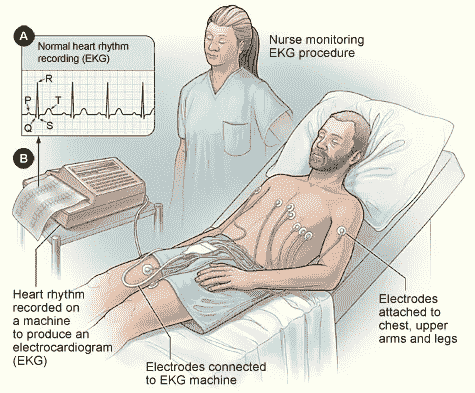 A
Normal heart rhythm
recording (EKG)
R
P
T
Q
S
B
Nurse monitoring
EKG procedure
Heart rhythm
recorded on
a machine
to produce an
electrocardiogram
(EKG)
Electrodes connected
to EKG machine
Electrodes
attached to
chest, upper
arms and legs